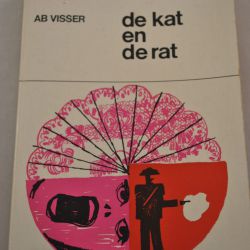 AB VISSER
de kat
en
de rat